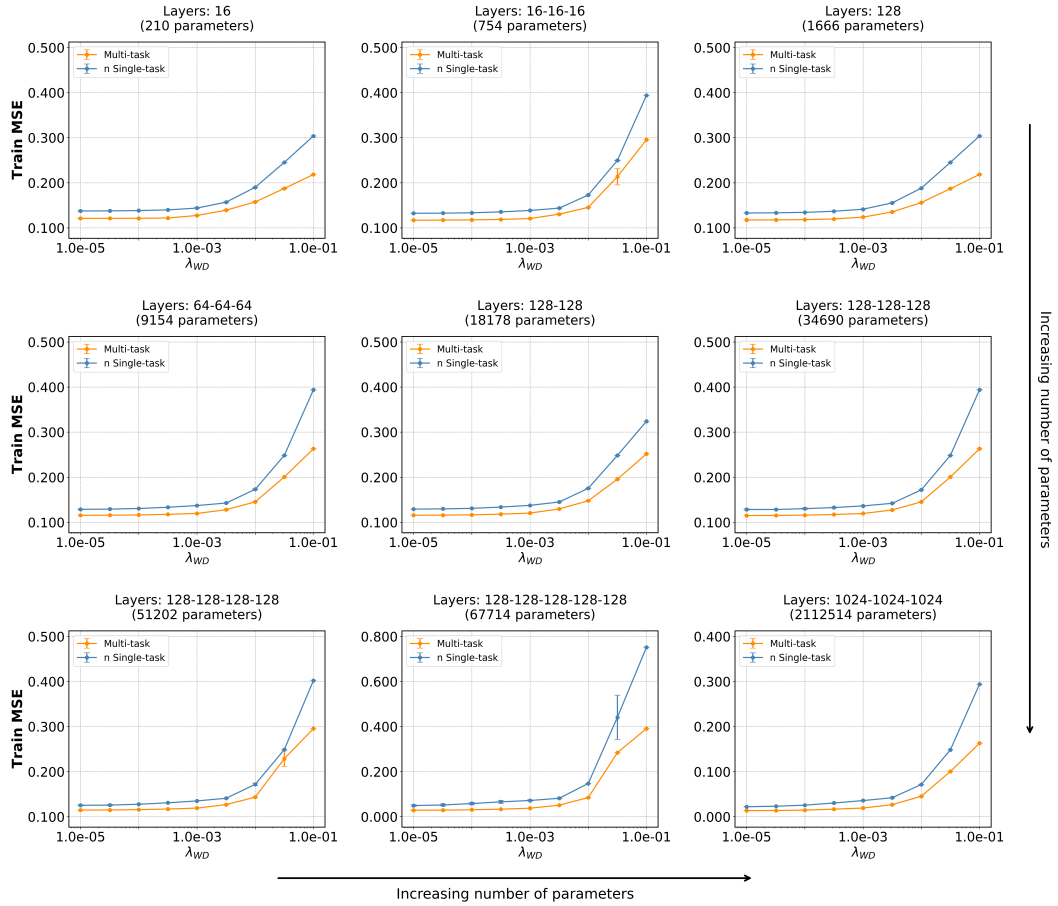 Layers: 16
(210 parameters)
Layers: 16-16-16
(754 parameters)
Layers: 128
(1666 parameters)
Train MSE
0.500
0.400
0.300
0.200
0.100
Multi-task
n Single-task
1.0e-05
1.0e-03
1.0e-01
λWD
0.500
0.400
0.300
0.200
0.100
Multi-task
n Single-task
1.0e-05
1.0e-03
1.0e-01
λWD
0.500
0.400
0.300
0.200
0.100
Multi-task
n Single-task
1.0e-05
1.0e-03
1.0e-01
λWD
Layers: 64-64-64
(9154 parameters)
Layers: 128-128
(18178 parameters)
Layers: 128-128-128
(34690 parameters)
Train MSE
0.500
0.400
0.300
0.200
0.100
Multi-task
n Single-task
1.0e-05
1.0e-03
1.0e-01
λWD
0.500
0.400
0.300
0.200
0.100
Multi-task
n Single-task
1.0e-05
1.0e-03
1.0e-01
λWD
0.500
0.400
0.300
0.200
0.100
Multi-task
n Single-task
1.0e-05
1.0e-03
1.0e-01
λWD
Increasing number of parameters
Layers: 128-128-128-128
(51202 parameters)
Layers: 128-128-128-128-128
(67714 parameters)
Layers: 1024-1024-1024
(2112514 parameters)
Train MSE
0.500
0.400
0.300
0.200
0.100
Multi-task
n Single-task
1.0e-05
1.0e-03
1.0e-01
λWD
0.800
0.600
0.400
0.200
0.000
Multi-task
n Single-task
1.0e-05
1.0e-03
1.0e-01
λWD
0.400
0.300
0.200
0.100
0.000
Multi-task
n Single-task
1.0e-05
1.0e-03
1.0e-01
λWD
Increasing number of parameters